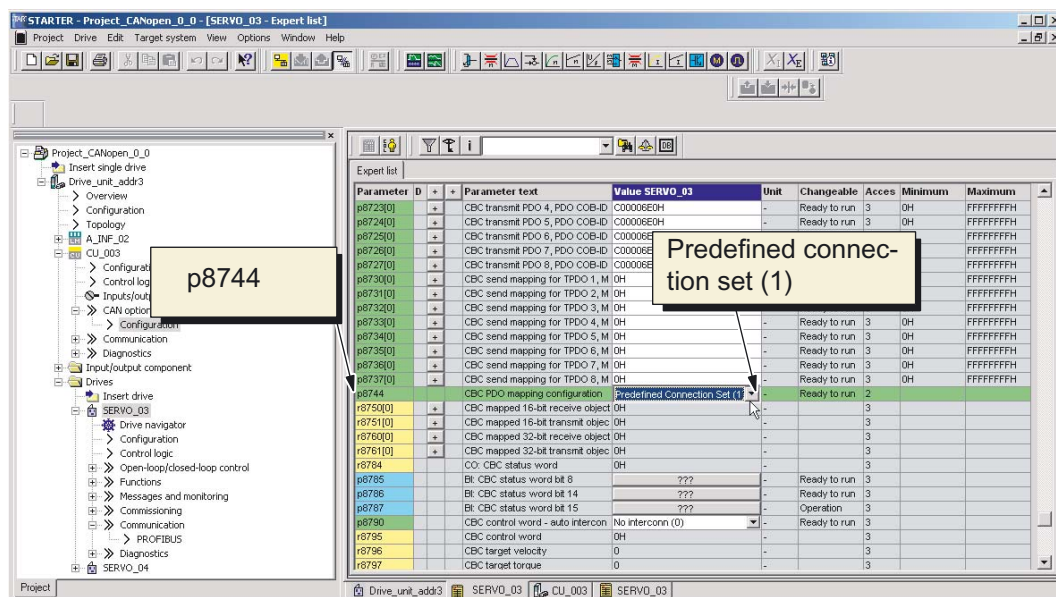 STARTER - Project_CANopen_0_0 - [SERVO_03 - Expert list]
Project Drive Edit Target system View Options Window Help
Project_CANopen_0_0
Insert single drive
Drive_unit_addr3
> Overview
> Configuration
> Topology
A_INF_02
CU_003
> Configurati
> Control log
Inputs/out
CAN option
> Configuration
Communication
Diagnostics
Input/output component
Drives
Insert drive
SERVO_03
Drive navigator
> Configuration
> Control logic
Open-loop/closed-loop control
Functions
Messages and monitoring
Commissioning
Communication
> PROFIBUS
Diagnostics
SERVO_04
Project
p8744
Predefined connec-
tion set (1)
Expert list
Parameter D + + Parameter text Value SERVO_03 Unit Changeable Acces Minimum Maximum
p8723[0] + CBC transmit PDO 4, PDO COB-ID C00006E0H - Ready to run 3 0H FFFFFFFFH
p8724[0] + CBC transmit PDO 5, PDO COB-ID C00006E0H - Ready to run 3 0H FFFFFFFFH
p8725[0] + CBC transmit PDO 6, PDO COB-ID C00006E FFFFFFFFH
p8726[0] + CBC transmit PDO 7, PDO COB-ID C00006E FFFFFFFFH
p8727[0] + CBC transmit PDO 8, PDO COB-ID C00006E FFFFFFFFH
p8730[0] + CBC send mapping for TPDO 1, M 0H FFFFFFFFH
p8731[0] + CBC send mapping for TPDO 2, M 0H FFFFFFFFH
p8732[0] + CBC send mapping for TPDO 3, M 0H FFFFFFFFH
p8733[0] + CBC send mapping for TPDO 4, M 0H - Ready to run 3 0H FFFFFFFFH
p8734[0] + CBC send mapping for TPDO 5, M 0H - Ready to run 3 0H FFFFFFFFH
p8735[0] + CBC send mapping for TPDO 6, M 0H - Ready to run 3 0H FFFFFFFFH
p8736[0] + CBC send mapping for TPDO 7, M 0H - Ready to run 3 0H FFFFFFFFH
p8737[0] + CBC send mapping for TPDO 8, M 0H - Ready to run 3 0H FFFFFFFFH
p8744 CBC PDO mapping configuration Predefined Connection Set (1 - Ready to run 2
r8750[0] + CBC mapped 16-bit receive object 0H 3
r8751[0] + CBC mapped 16-bit transmit objec 0H 3
r8760[0] + CBC mapped 32-bit receive object 0H 3
r8761[0] + CBC mapped 32-bit transmit objec 0H 3
r8784 CO: CBC status word 0H 3
p8785 BI: CBC status word bit 8 ??? - Ready to run 3
p8786 BI: CBC status word bit 14 ??? - Ready to run 3
p8787 BI: CBC status word bit 15 ??? - Operation 3
p8790 CBC control word - auto intercon No interconn (0) - Ready to run 3
r8795 CBC control word 0H 3
r8796 CBC target velocity 0 3
r8797 CBC target torque 0 3
Drive_unit_addr3 SERVO_03 CU_003 SERVO_03